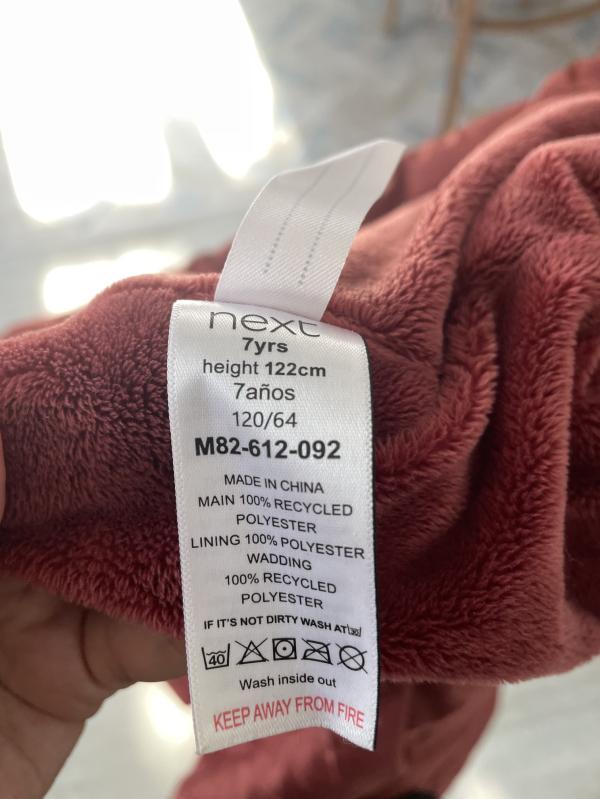 next
7yrs
height 122cm
7años
120/64
M82-612-092
MADE IN CHINA
MAIN 100% RECYCLED
POLYESTER
LINING 100% POLYESTER
WADDING
100% RECYCLED
POLYESTER
IF IT'S NOT DIRTY WASH AT 30
40
Wash inside out
KEEP AWAY FROM FIRE